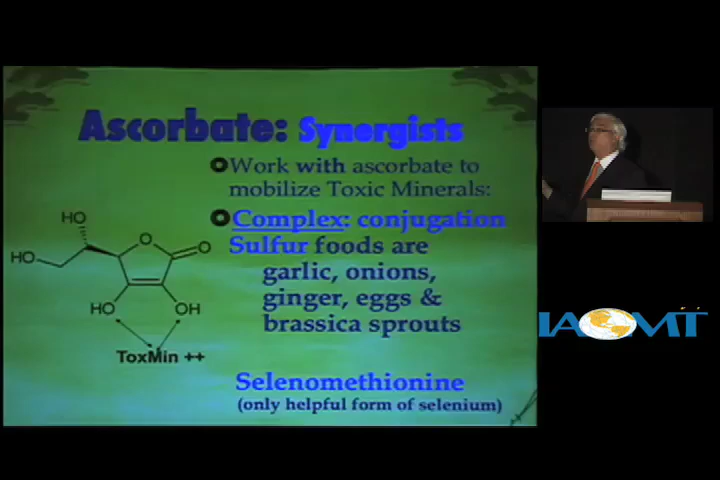 Ascorbate: Synergists
Work with ascorbate to
mobilize Toxic Minerals:
Complex: conjugation
Sulfur foods are
garlic, onions,
ginger, eggs &
brassica sprouts
Selenomethionine
(only helpful form of selenium)
HO
HO
O
O
HO
OH
ToxMin ++
IAOMT